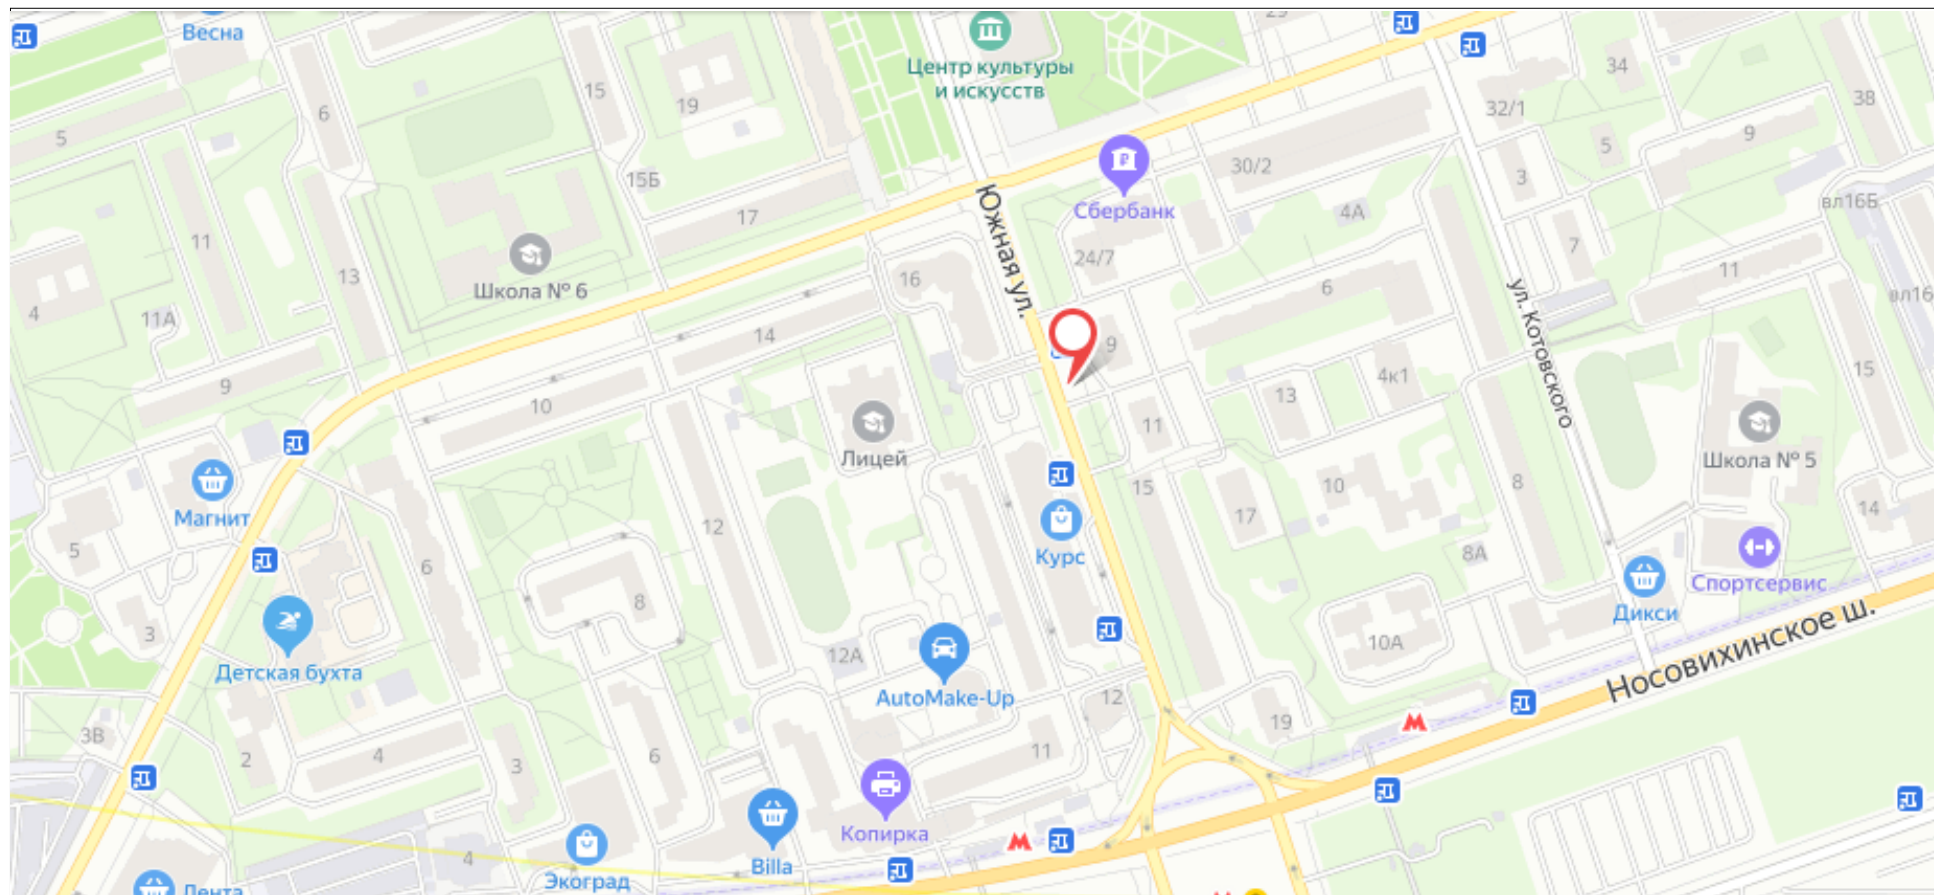 Весна
29
Центр культуры
и искусств
34
15
19
32/1
38
6
5
9
5
Сбербанк
30/2
15Б
3
17
4А
вл16Б
11
Южная ул.
24/7
7
Школа № 6
13
16
6
11
4
11А
14
9
ул. Котовского
9
10
13
4к1
15
Лицей
11
Школа № 5
Магнит
15
10
8
14
5
12
17
Курс
8А
6
Спортсервис
8
Дикси
3
12А
10А
Носовихинское ш.
Детская бухта
AutoMake-Up
12
19
3В
2
4
3
6
11
Копирка
4
Billa
Экоград
Лента